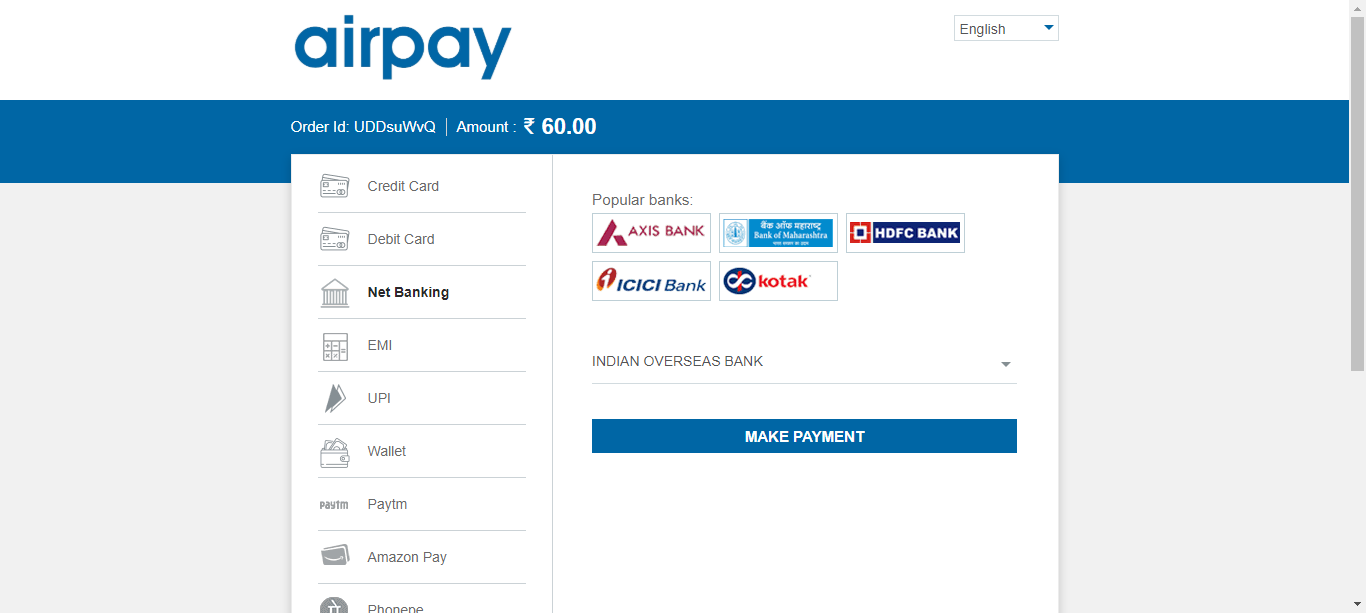 airpay
English
Order Id: UDDsuWvQ | Amount : ₹ 60.00
Credit Card
Debit Card
Net Banking
EMI
UPI
Wallet
Paytm
Paytm
Amazon Pay
Phonepe
Popular banks:
AXIS BANK
बैंक ऑफ महाराष्ट्र
Bank of Maharashtra
HDFC BANK
ICICI Bank
kotak
INDIAN OVERSEAS BANK
MAKE PAYMENT